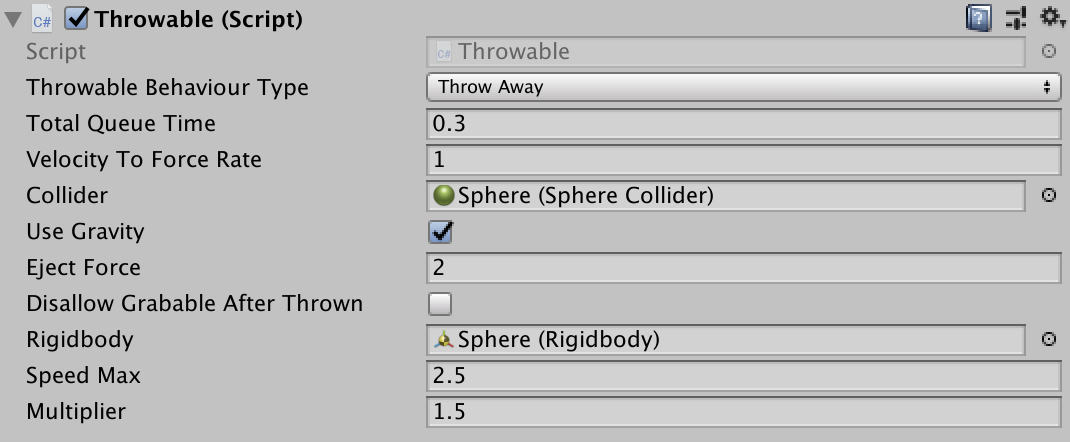 C# Throwable (Script)
Script c# Throwable
Throwable Behaviour Type Throw Away
Total Queue Time 0.3
Velocity To Force Rate 1
Collider Sphere (Sphere Collider)
Use Gravity
Eject Force 2
Disallow Grabable After Thrown
Rigidbody Sphere (Rigidbody)
Speed Max 2.5
Multiplier 1.5